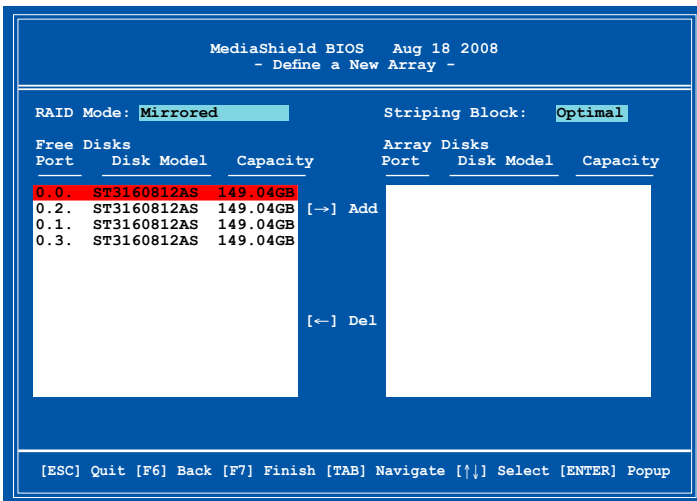 MediaShield BIOS Aug 18 2008
- Define a New Array -
RAID Mode: Mirrored Striping Block: Optimal
Free Disks Array Disks
Port Disk Model Capacity Port Disk Model Capacity
0.0. ST3160812AS 149.04GB
0.2. ST3160812AS 149.04GB [→] Add
0.1. ST3160812AS 149.04GB
0.3. ST3160812AS 149.04GB
[←] Del
[ESC] Quit [F6] Back [F7] Finish [TAB] Navigate [↑↓] Select [ENTER] Popup